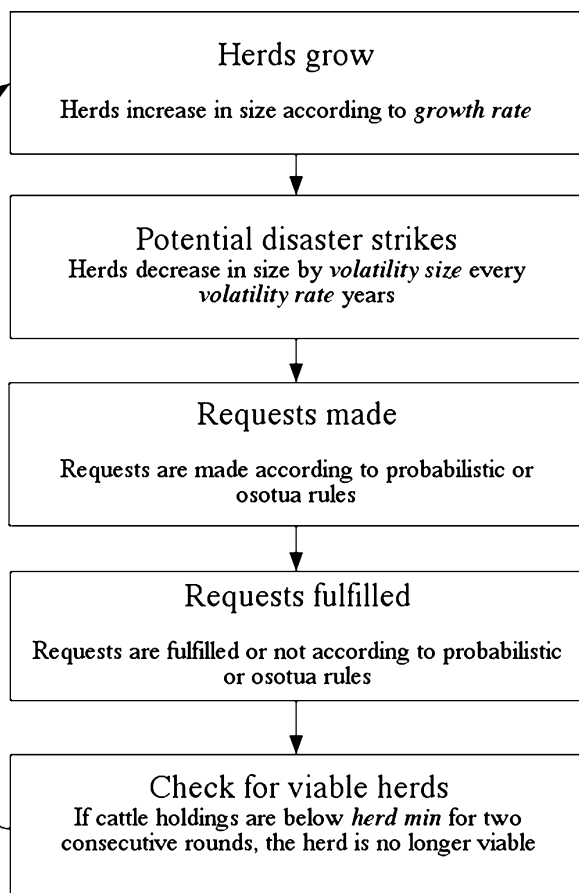 Herds grow
Herds increase in size according to growth rate
Potential disaster strikes
Herds decrease in size by volatility size every
volatility rate years
Requests made
Requests are made according to probabilistic or
osotua rules
Requests fulfilled
Requests are fulfilled or not according to probabilistic
or osotua rules
Check for viable herds
If cattle holdings are below herd min for two
consecutive rounds, the herd is no longer viable